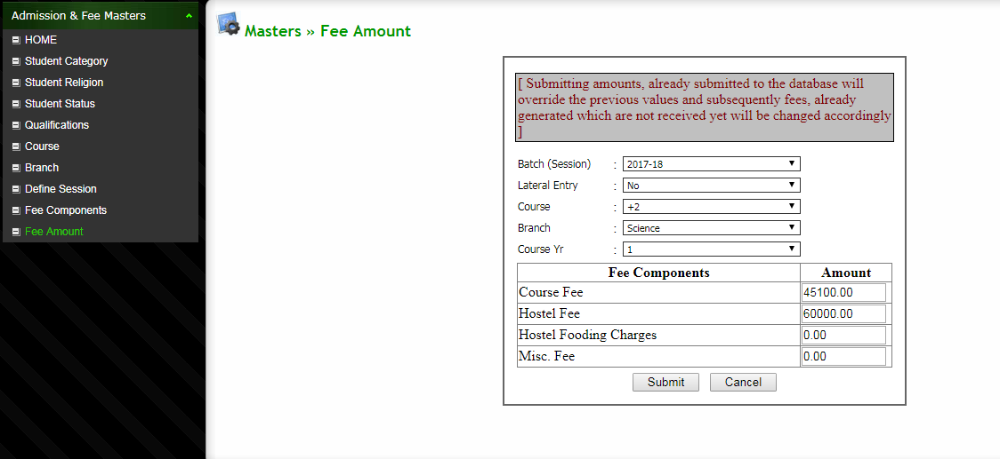 Admission & Fee Masters
HOME
Student Category
Student Religion
Student Status
Qualifications
Course
Branch
Define Session
Fee Components
Fee Amount
Masters » Fee Amount
[ Submitting amounts, already submitted to the database will
override the previous values and subsequently fees, already
generated which are not received yet will be changed accordingly
]
Batch (Session) : 2017-18
Lateral Entry : No
Course : +2
Branch : Science
Course Yr : 1
Fee Components Amount
Course Fee 45100.00
Hostel Fee 60000.00
Hostel Fooding Charges 0.00
Misc. Fee 0.00
Submit Cancel